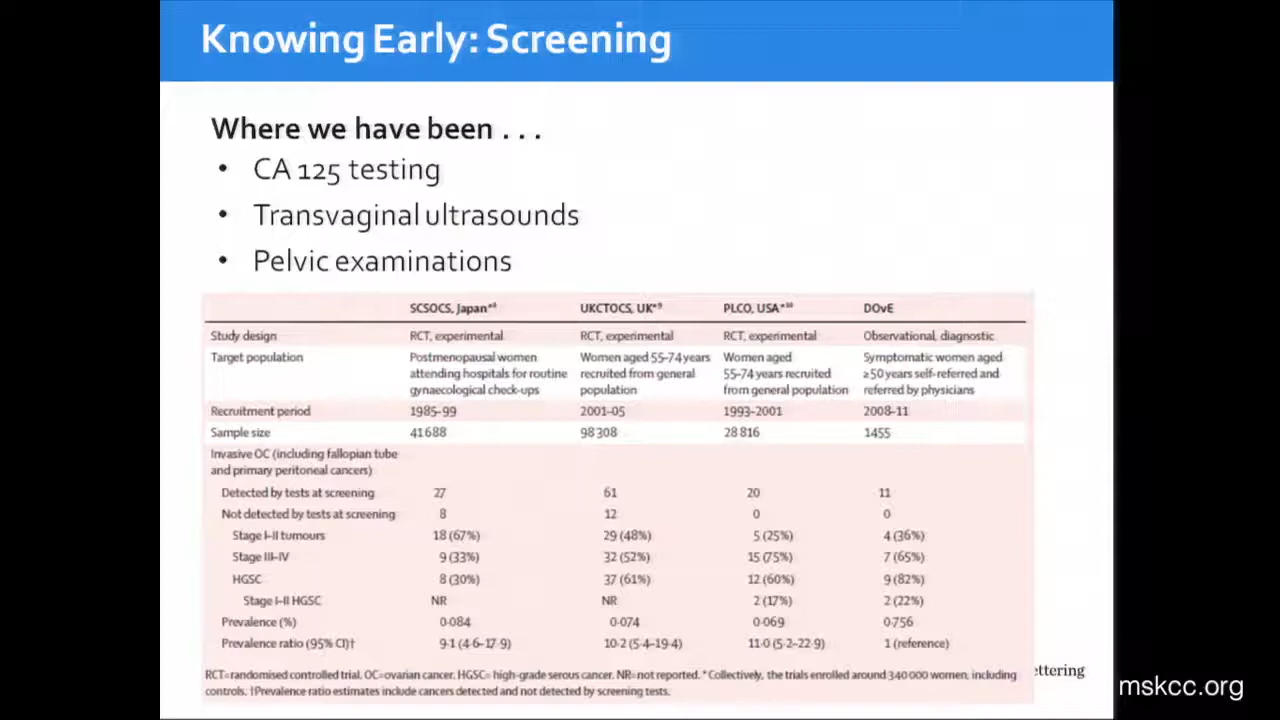 Knowing Early: Screening
Where we have been . . .
• CA 125 testing
• Transvaginal ultrasounds
• Pelvic examinations
SCSOCS, Japan*⁸ UKCTOCS, UK*⁹ PLCO, USA*¹⁰ DOvE
Study design RCT, experimental RCT, experimental RCT, experimental Observational, diagnostic
Target population Postmenopausal women Women aged 55-74 years Women aged Symptomatic women aged
attending hospitals for routine recruited from general 55-74 years recruited ≥50 years self-referred and
gynaecological check-ups population from general population referred by physicians
Recruitment period 1985-99 2001-05 1993-2001 2008-11
Sample size 41 688 98 308 28 816 1455
Invasive OC (including fallopian tube
and primary peritoneal cancers)
Detected by tests at screening 27 61 20 11
Not detected by tests at screening 8 12 0 0
Stage I-II tumours 18 (67%) 29 (48%) 5 (25%) 4 (36%)
Stage III-IV 9 (33%) 32 (52%) 15 (75%) 7 (65%)
HGSC 8 (30%) 37 (61%) 12 (60%) 9 (82%)
Stage I-II HGSC NR NR 2 (17%) 2 (22%)
Prevalence (%) 0·084 0·074 0·069 0·756
Prevalence ratio (95% CI)† 9·1 (4·6-17·9) 10·2 (5·4-19·4) 11·0 (5·2-22·9) 1 (reference)
RCT=randomised controlled trial. OC=ovarian cancer. HGSC= high-grade serous cancer. NR=not reported. *Collectively, the trials enrolled around 340 000 women, including
controls. †Prevalence ratio estimates include cancers detected and not detected by screening tests.
ettering
mskcc.org